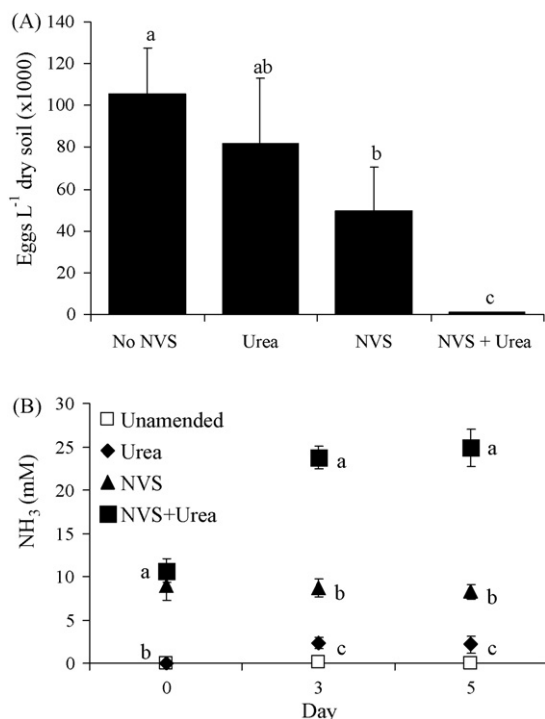 (A)
Eggs L⁻¹ dry soil (x1000)
140
120
100
80
60
40
20
0
a
ab
b
c
No NVS Urea NVS NVS + Urea
(B)
NH₃ (mM)
30
25
20
15
10
5
0
Unamended
Urea
NVS
NVS+Urea
a a a
b b
b c c
0 3 5
Day